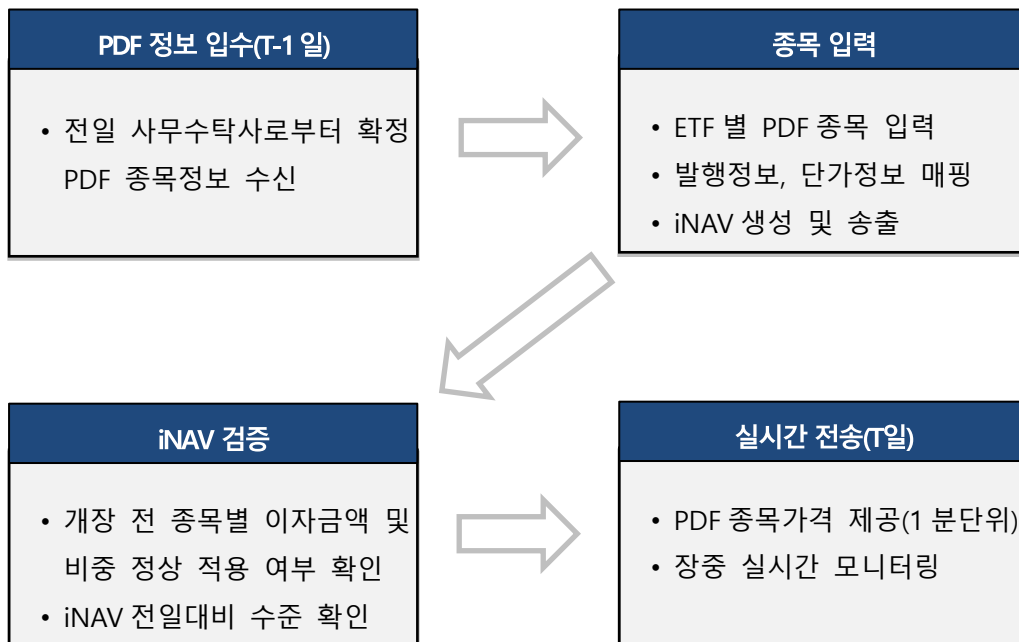 PDF 정보 입수(T-1 일)
• 전일 사무수탁사로부터 확정
PDF 종목정보 수신
종목 입력
• ETF 별 PDF 종목 입력
• 발행정보, 단가정보 매핑
• iNAV 생성 및 송출
iNAV 검증
• 개장 전 종목별 이자금액 및
비중 정상 적용 여부 확인
• iNAV 전일대비 수준 확인
실시간 전송(T일)
• PDF 종목가격 제공(1 분단위)
• 장중 실시간 모니터링